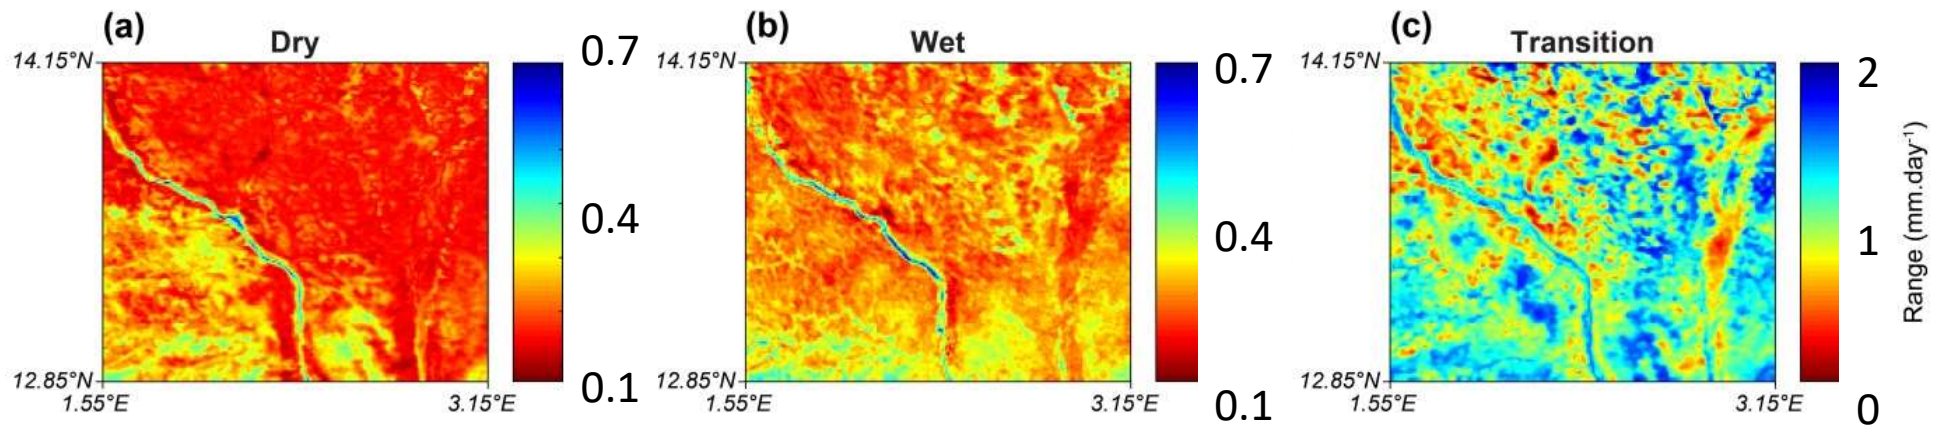 (a)
Dry
14.15°N
12.85°N
1.55°E
3.15°E
0.7
0.4
0.1
(b)
Wet
14.15°N
12.85°N
1.55°E
3.15°E
0.7
0.4
0.1
(c)
Transition
14.15°N
12.85°N
1.55°E
3.15°E
2
1
0
Range (mm.day⁻¹)